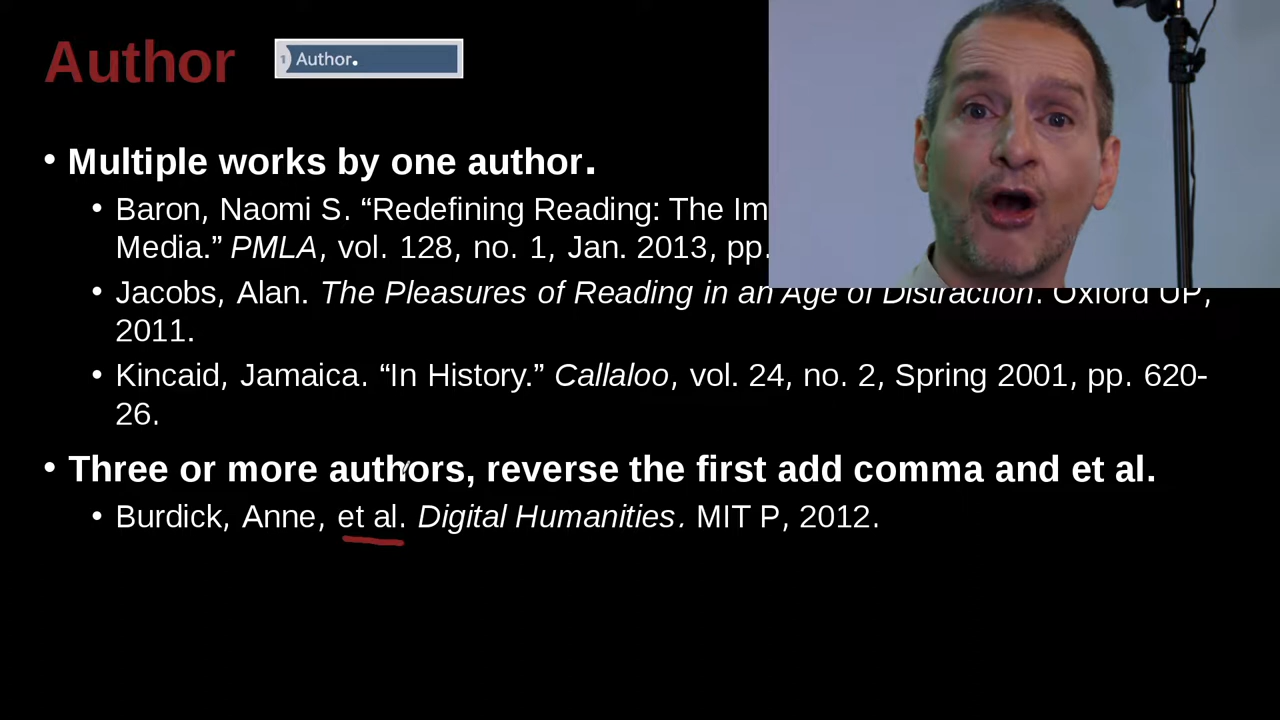 Author
1 Author.
• Multiple works by one author.
• Baron, Naomi S. “Redefining Reading: The Im
Media.” PMLA, vol. 128, no. 1, Jan. 2013, pp.
• Jacobs, Alan. The Pleasures of Reading in an Age of Distraction. Oxford UP,
2011.
• Kincaid, Jamaica. “In History.” Callaloo, vol. 24, no. 2, Spring 2001, pp. 620-
26.
• Three or more authors, reverse the first add comma and et al.
• Burdick, Anne, et al. Digital Humanities. MIT P, 2012.